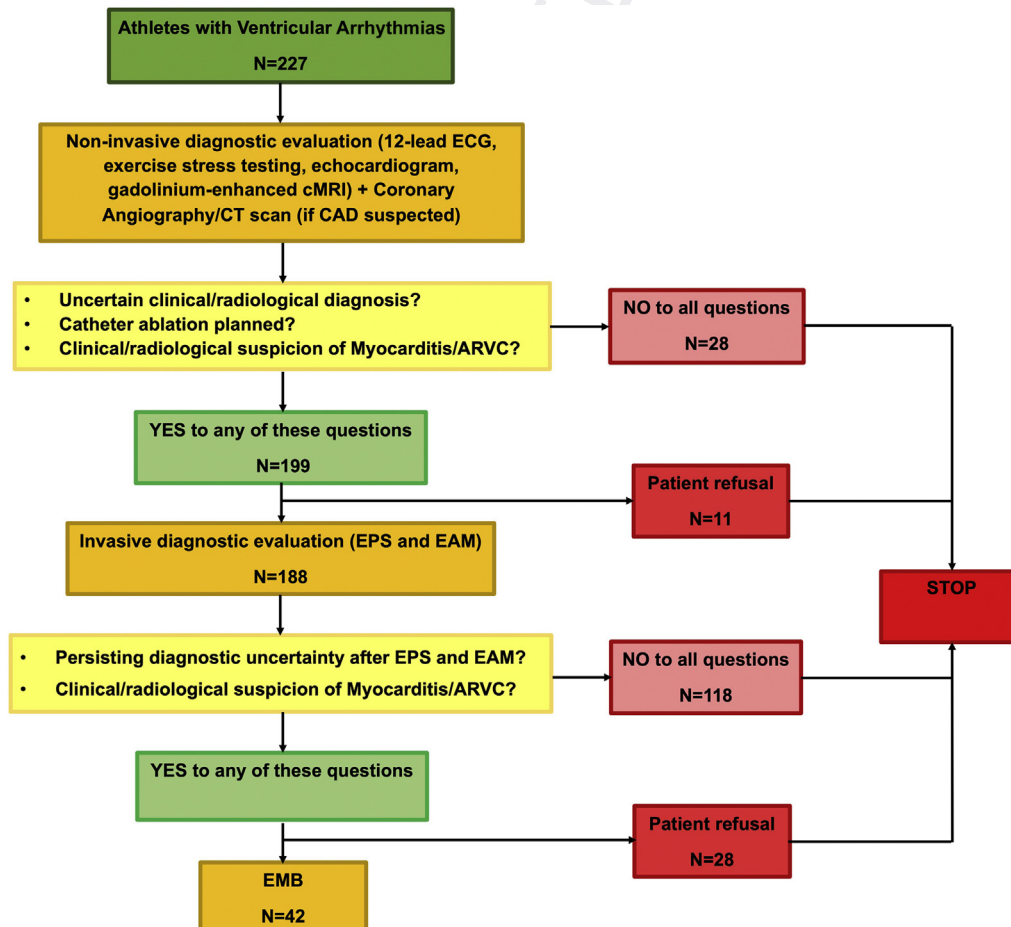 Athletes with Ventricular Arrhythmias
N=227
Non-invasive diagnostic evaluation (12-lead ECG,
exercise stress testing, echocardiogram,
gadolinium-enhanced cMRI) + Coronary
Angiography/CT scan (if CAD suspected)
• Uncertain clinical/radiological diagnosis?
• Catheter ablation planned?
• Clinical/radiological suspicion of Myocarditis/ARVC?
NO to all questions
N=28
YES to any of these questions
N=199
Patient refusal
N=11
Invasive diagnostic evaluation (EPS and EAM)
N=188
STOP
• Persisting diagnostic uncertainty after EPS and EAM?
• Clinical/radiological suspicion of Myocarditis/ARVC?
NO to all questions
N=118
YES to any of these questions
Patient refusal
N=28
EMB
N=42